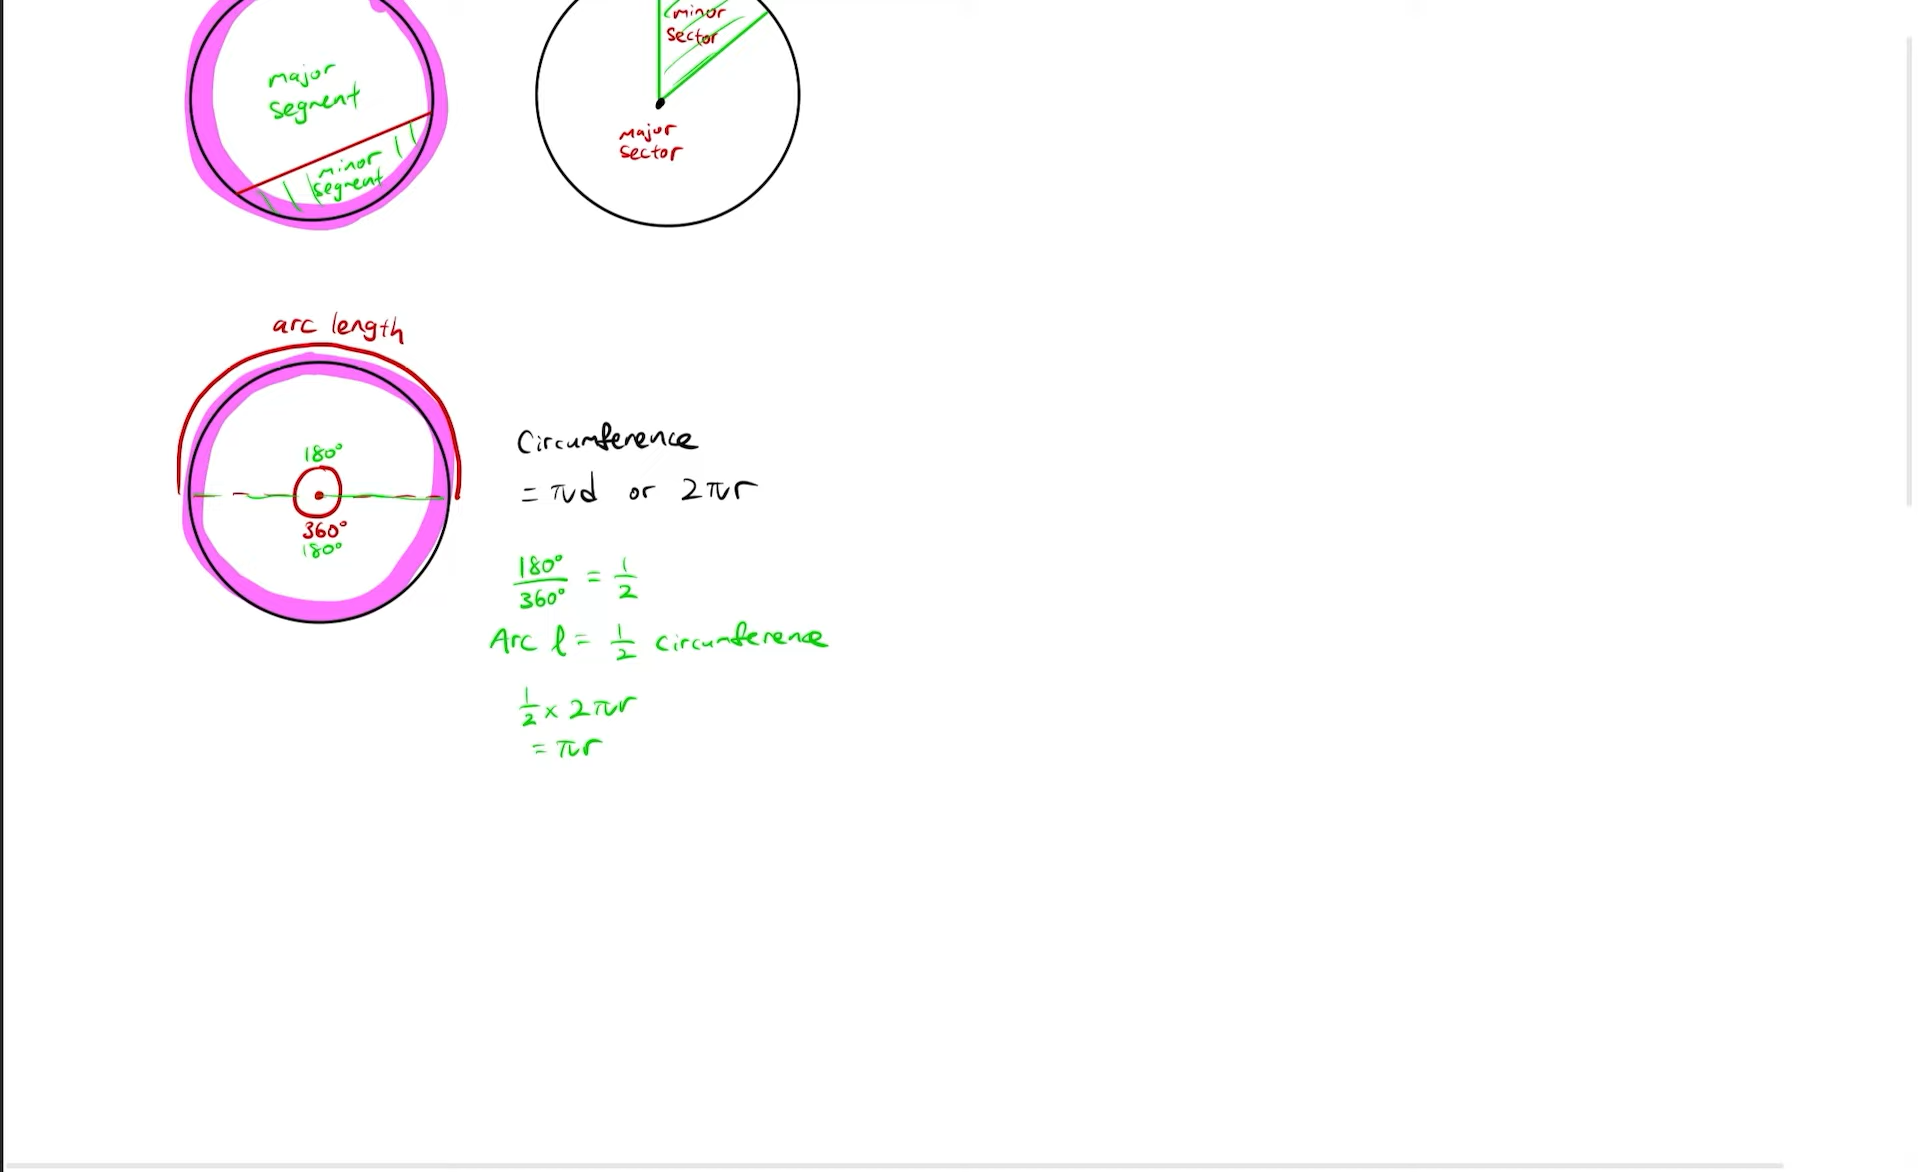 major
segment
minor
segment
minor
sector
major
sector
arc length
180°
360°
180°
Circumference
= πd or 2πr
180°/360° = 1/2
Arc l = 1/2 circumference
1/2 × 2πr
= πr